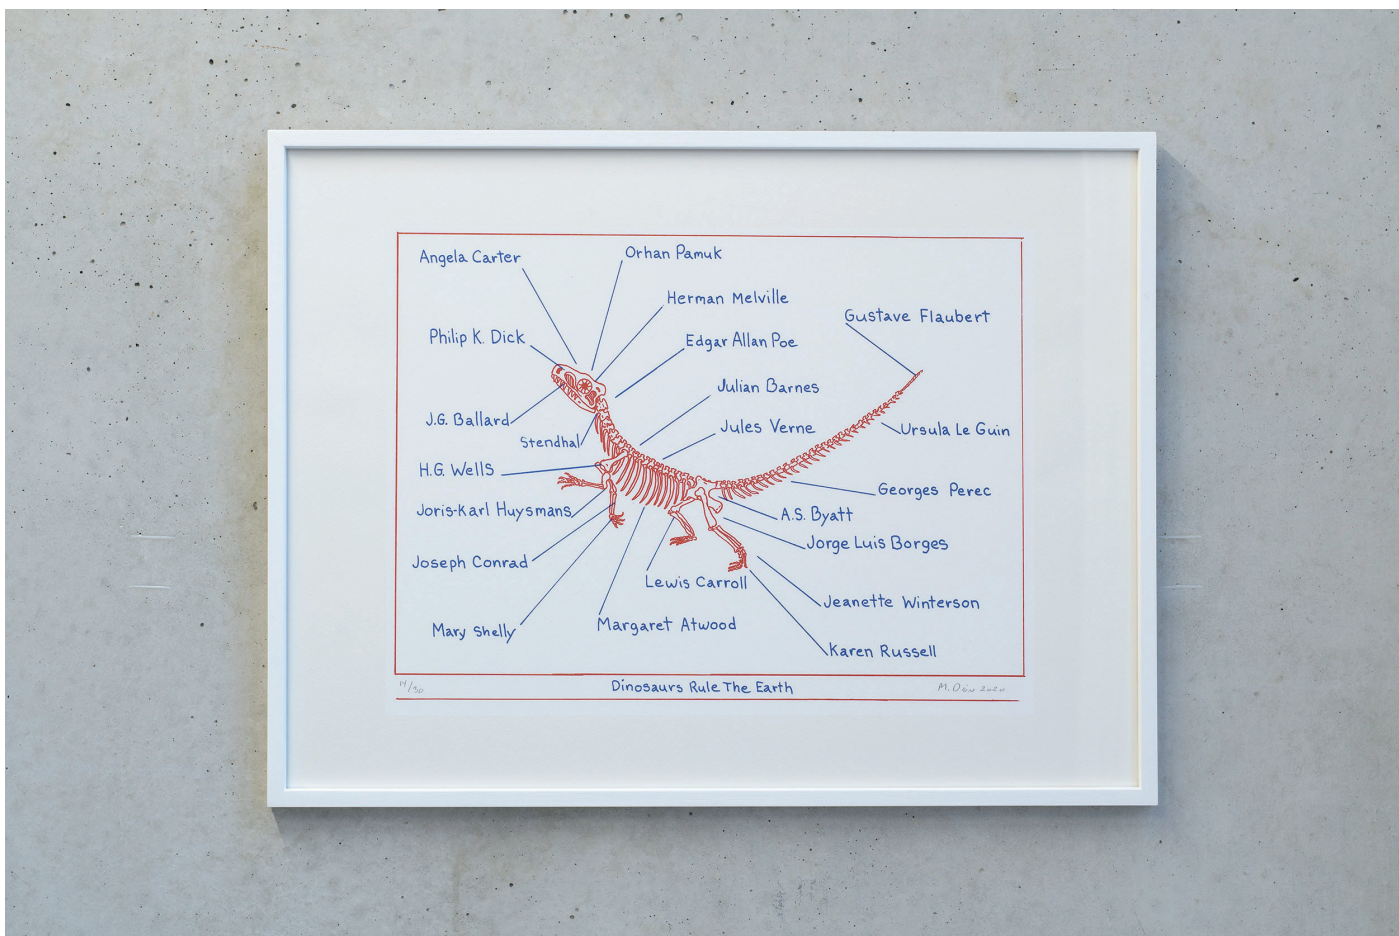 Angela Carter
Orhan Pamuk
Herman Melville
Gustave Flaubert
Philip K. Dick
Edgar Allan Poe
Julian Barnes
J.G. Ballard
Stendhal
Jules Verne
Ursula Le Guin
H.G. Wells
Georges Perec
Joris-Karl Huysmans
A.S. Byatt
Jorge Luis Borges
Joseph Conrad
Lewis Carroll
Jeanette Winterson
Mary Shelly
Margaret Atwood
Karen Russell
Dinosaurs Rule The Earth
M. Dion 2020